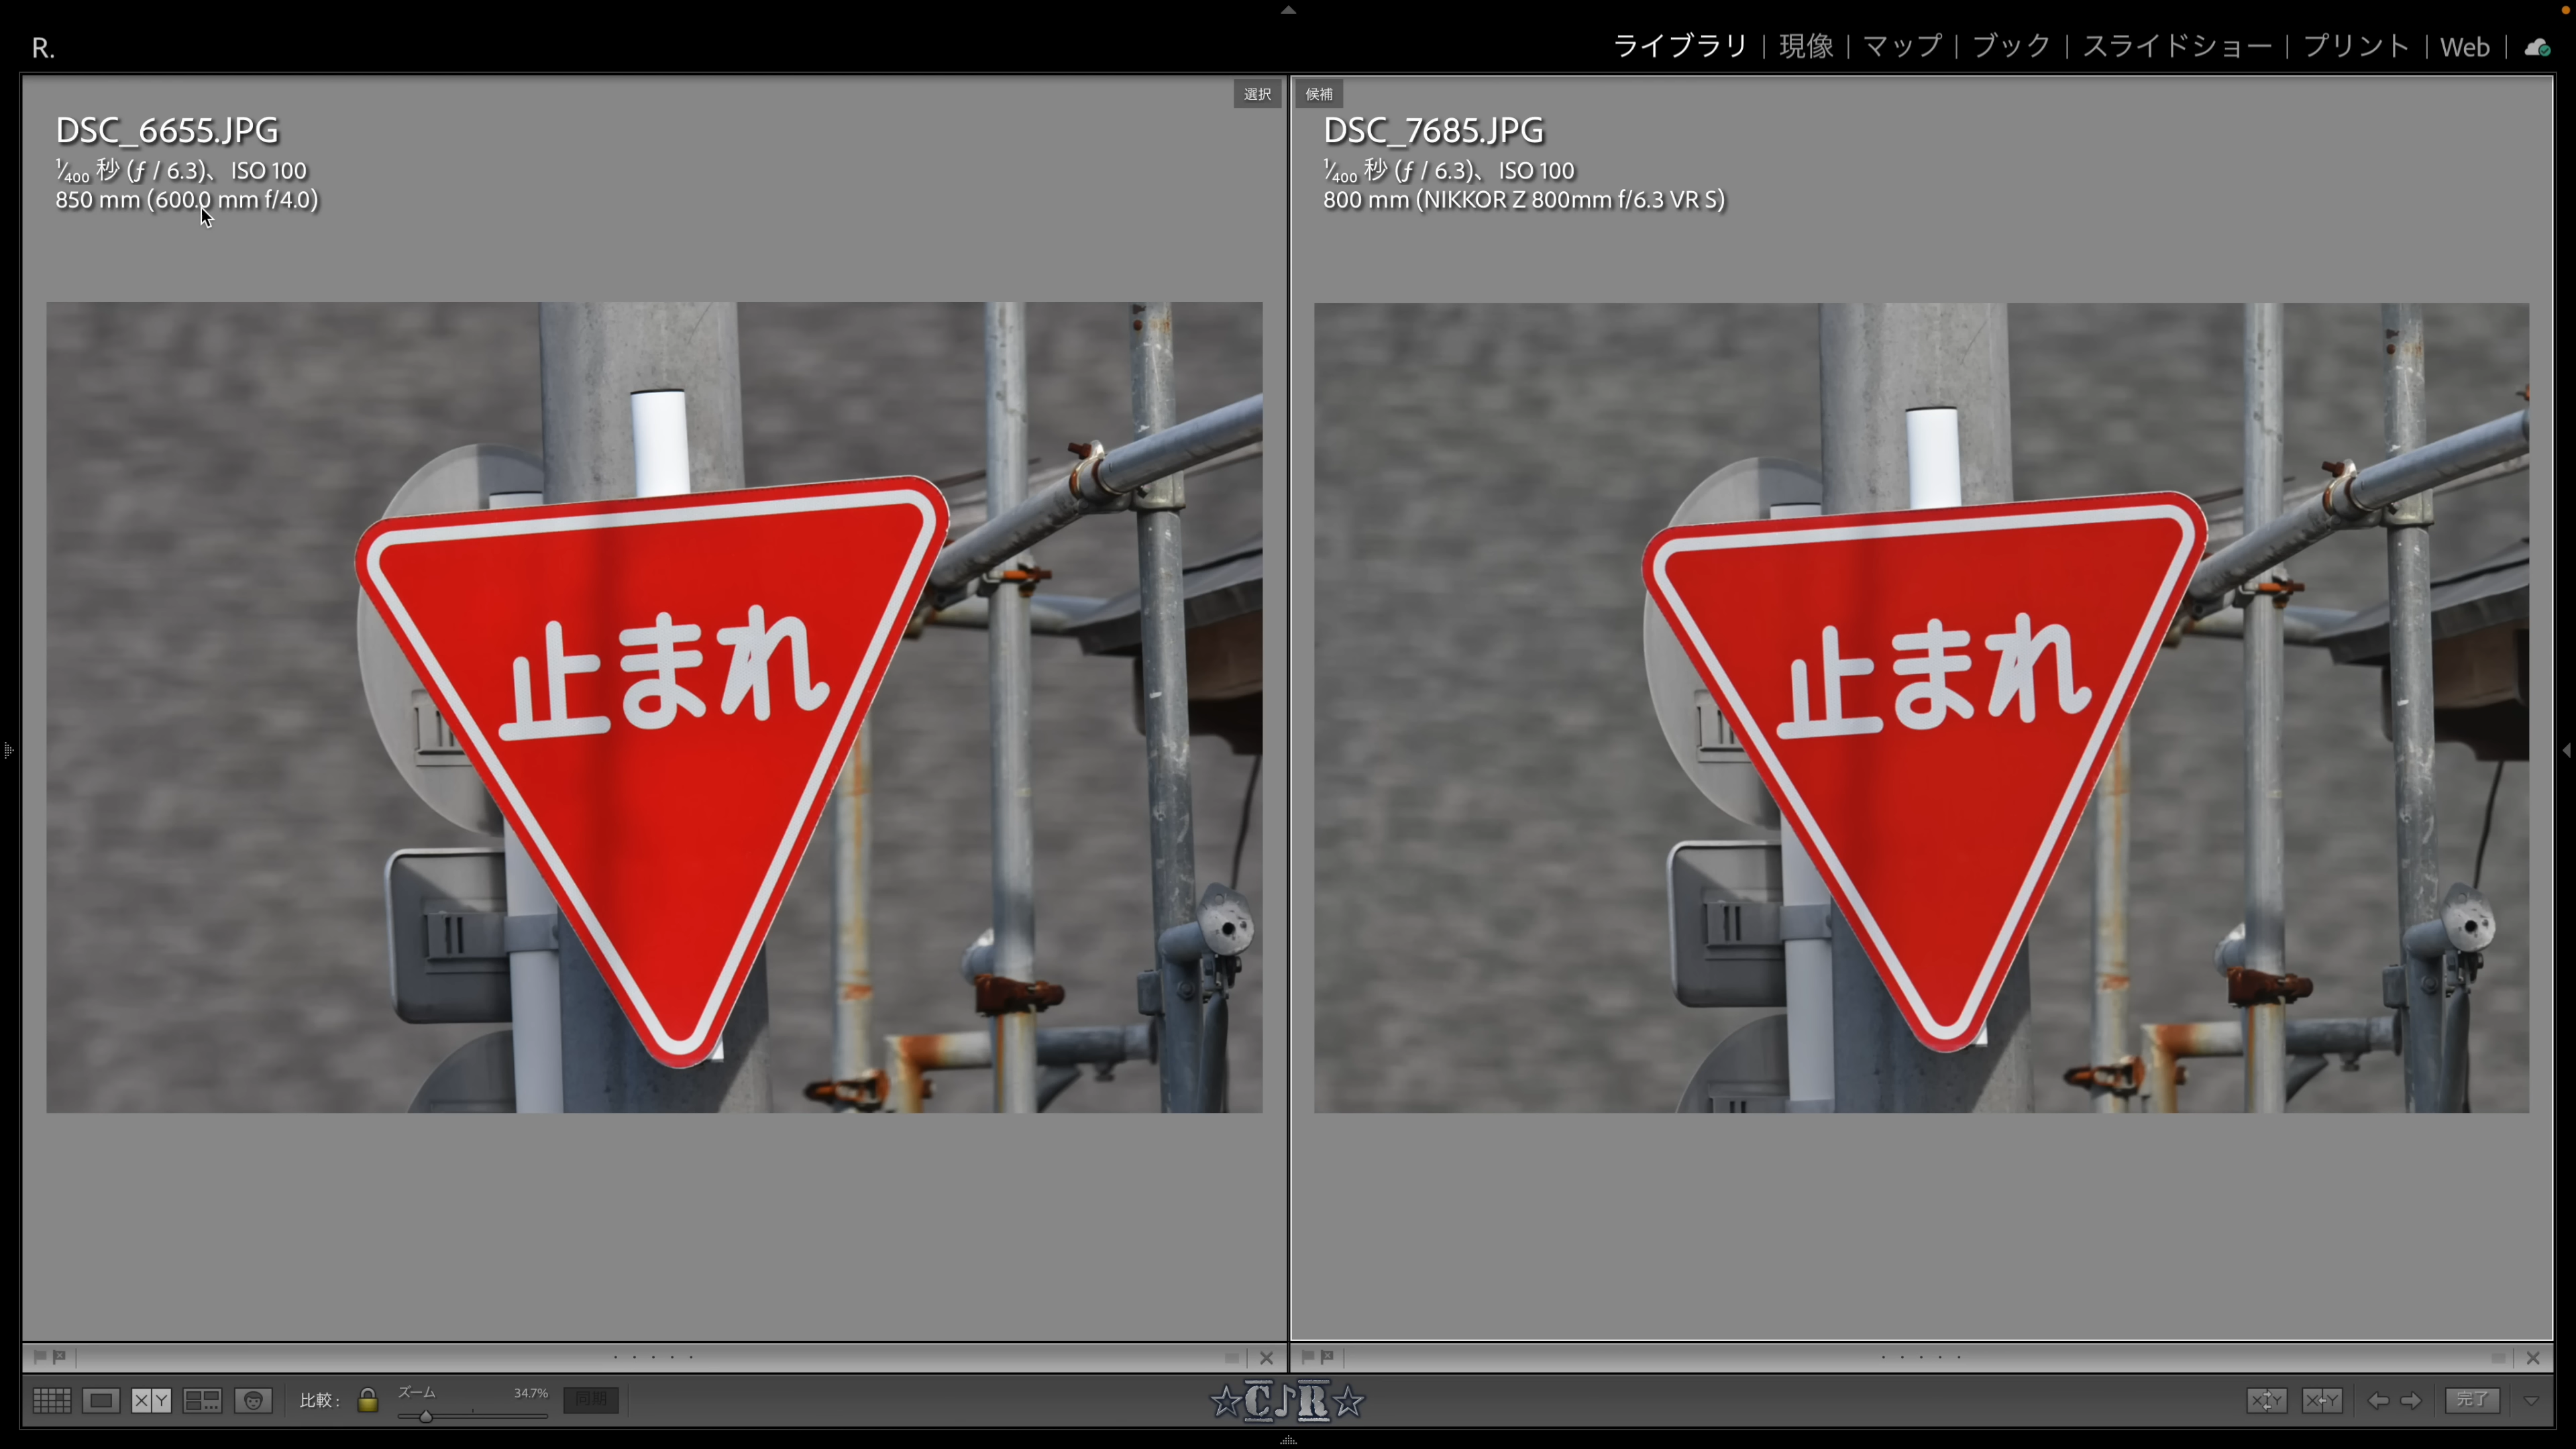 R.
ライブラリ | 現像 | マップ | ブック | スライドショー | プリント | Web |
選択
候補
DSC_6655.JPG
1/400 秒 (ƒ / 6.3)、 ISO 100
850 mm (600.0 mm f/4.0)
DSC_7685.JPG
1/400 秒 (ƒ / 6.3)、 ISO 100
800 mm (NIKKOR Z 800mm f/6.3 VR S)
止まれ
止まれ
XY
比較 :
ズーム
34.7%
同期
☆C♪R☆
X Y
X Y
完了